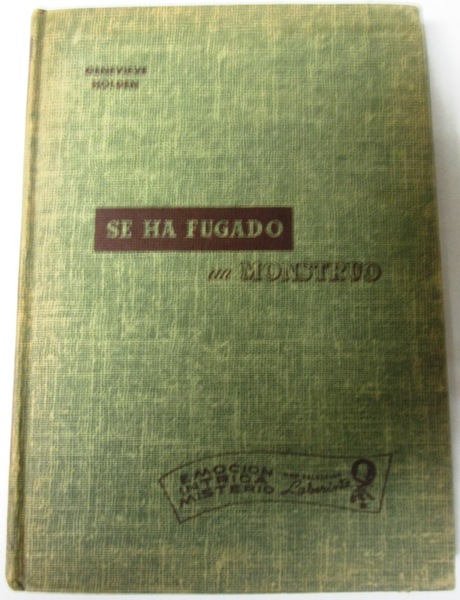 GENEVIEVE
HOLDEN
SE HA FUGADO
un MONSTRUO
EMOCION
INTRIGA
MISTERIO
Laberinto